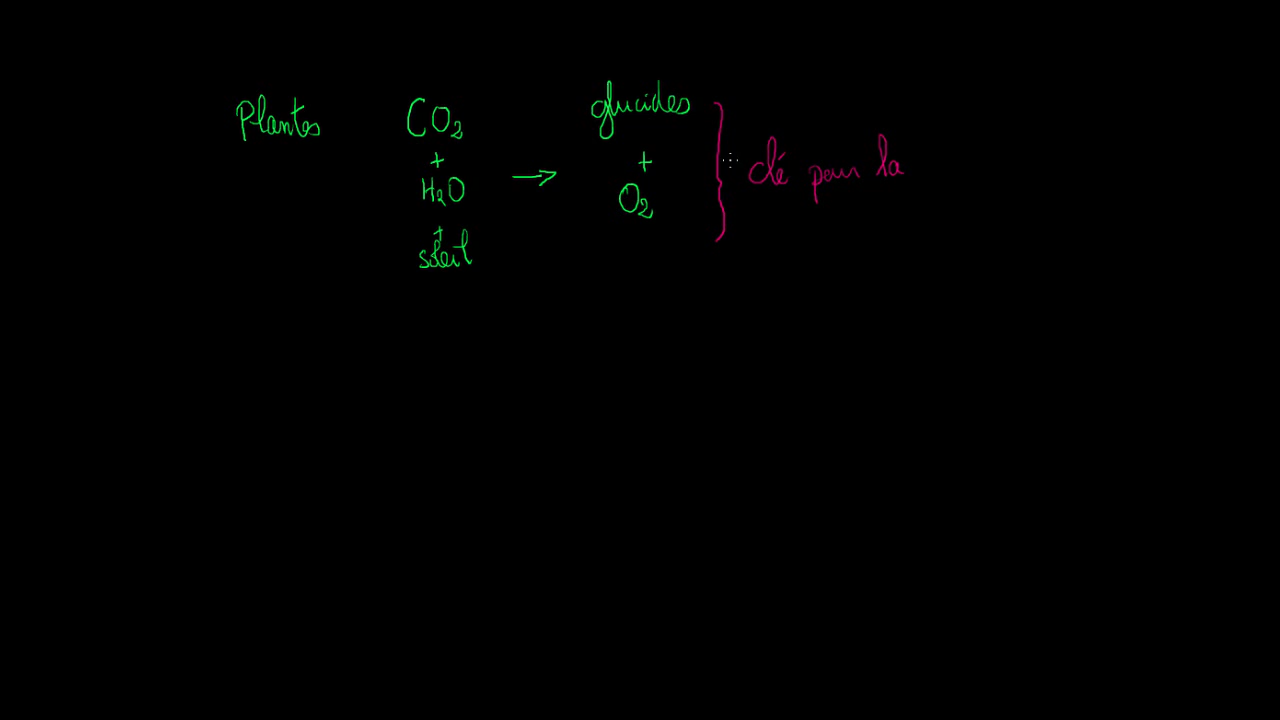 Plantes
CO2
+
H2O
+
soleil
→
glucides
+
O2
clé pour la